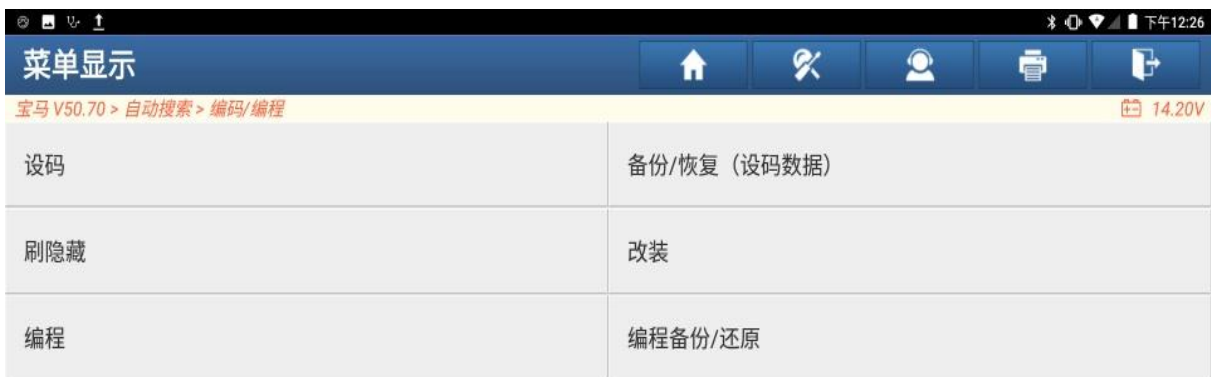 下午12:26
菜单显示
宝马 V50.70 > 自动搜索 > 编码/编程
14.20V
设码
备份/恢复（设码数据）
刷隐藏
改装
编程
编程备份/还原